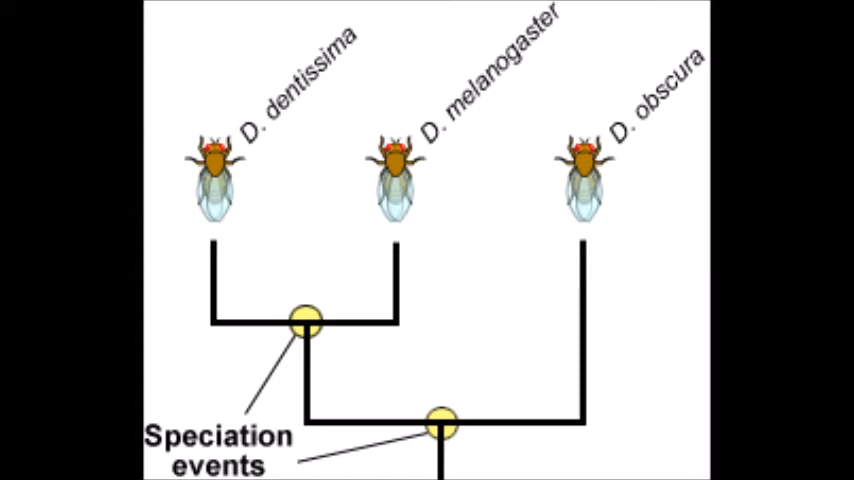 D. dentissima
D. melanogaster
D. obscura
Speciation
events